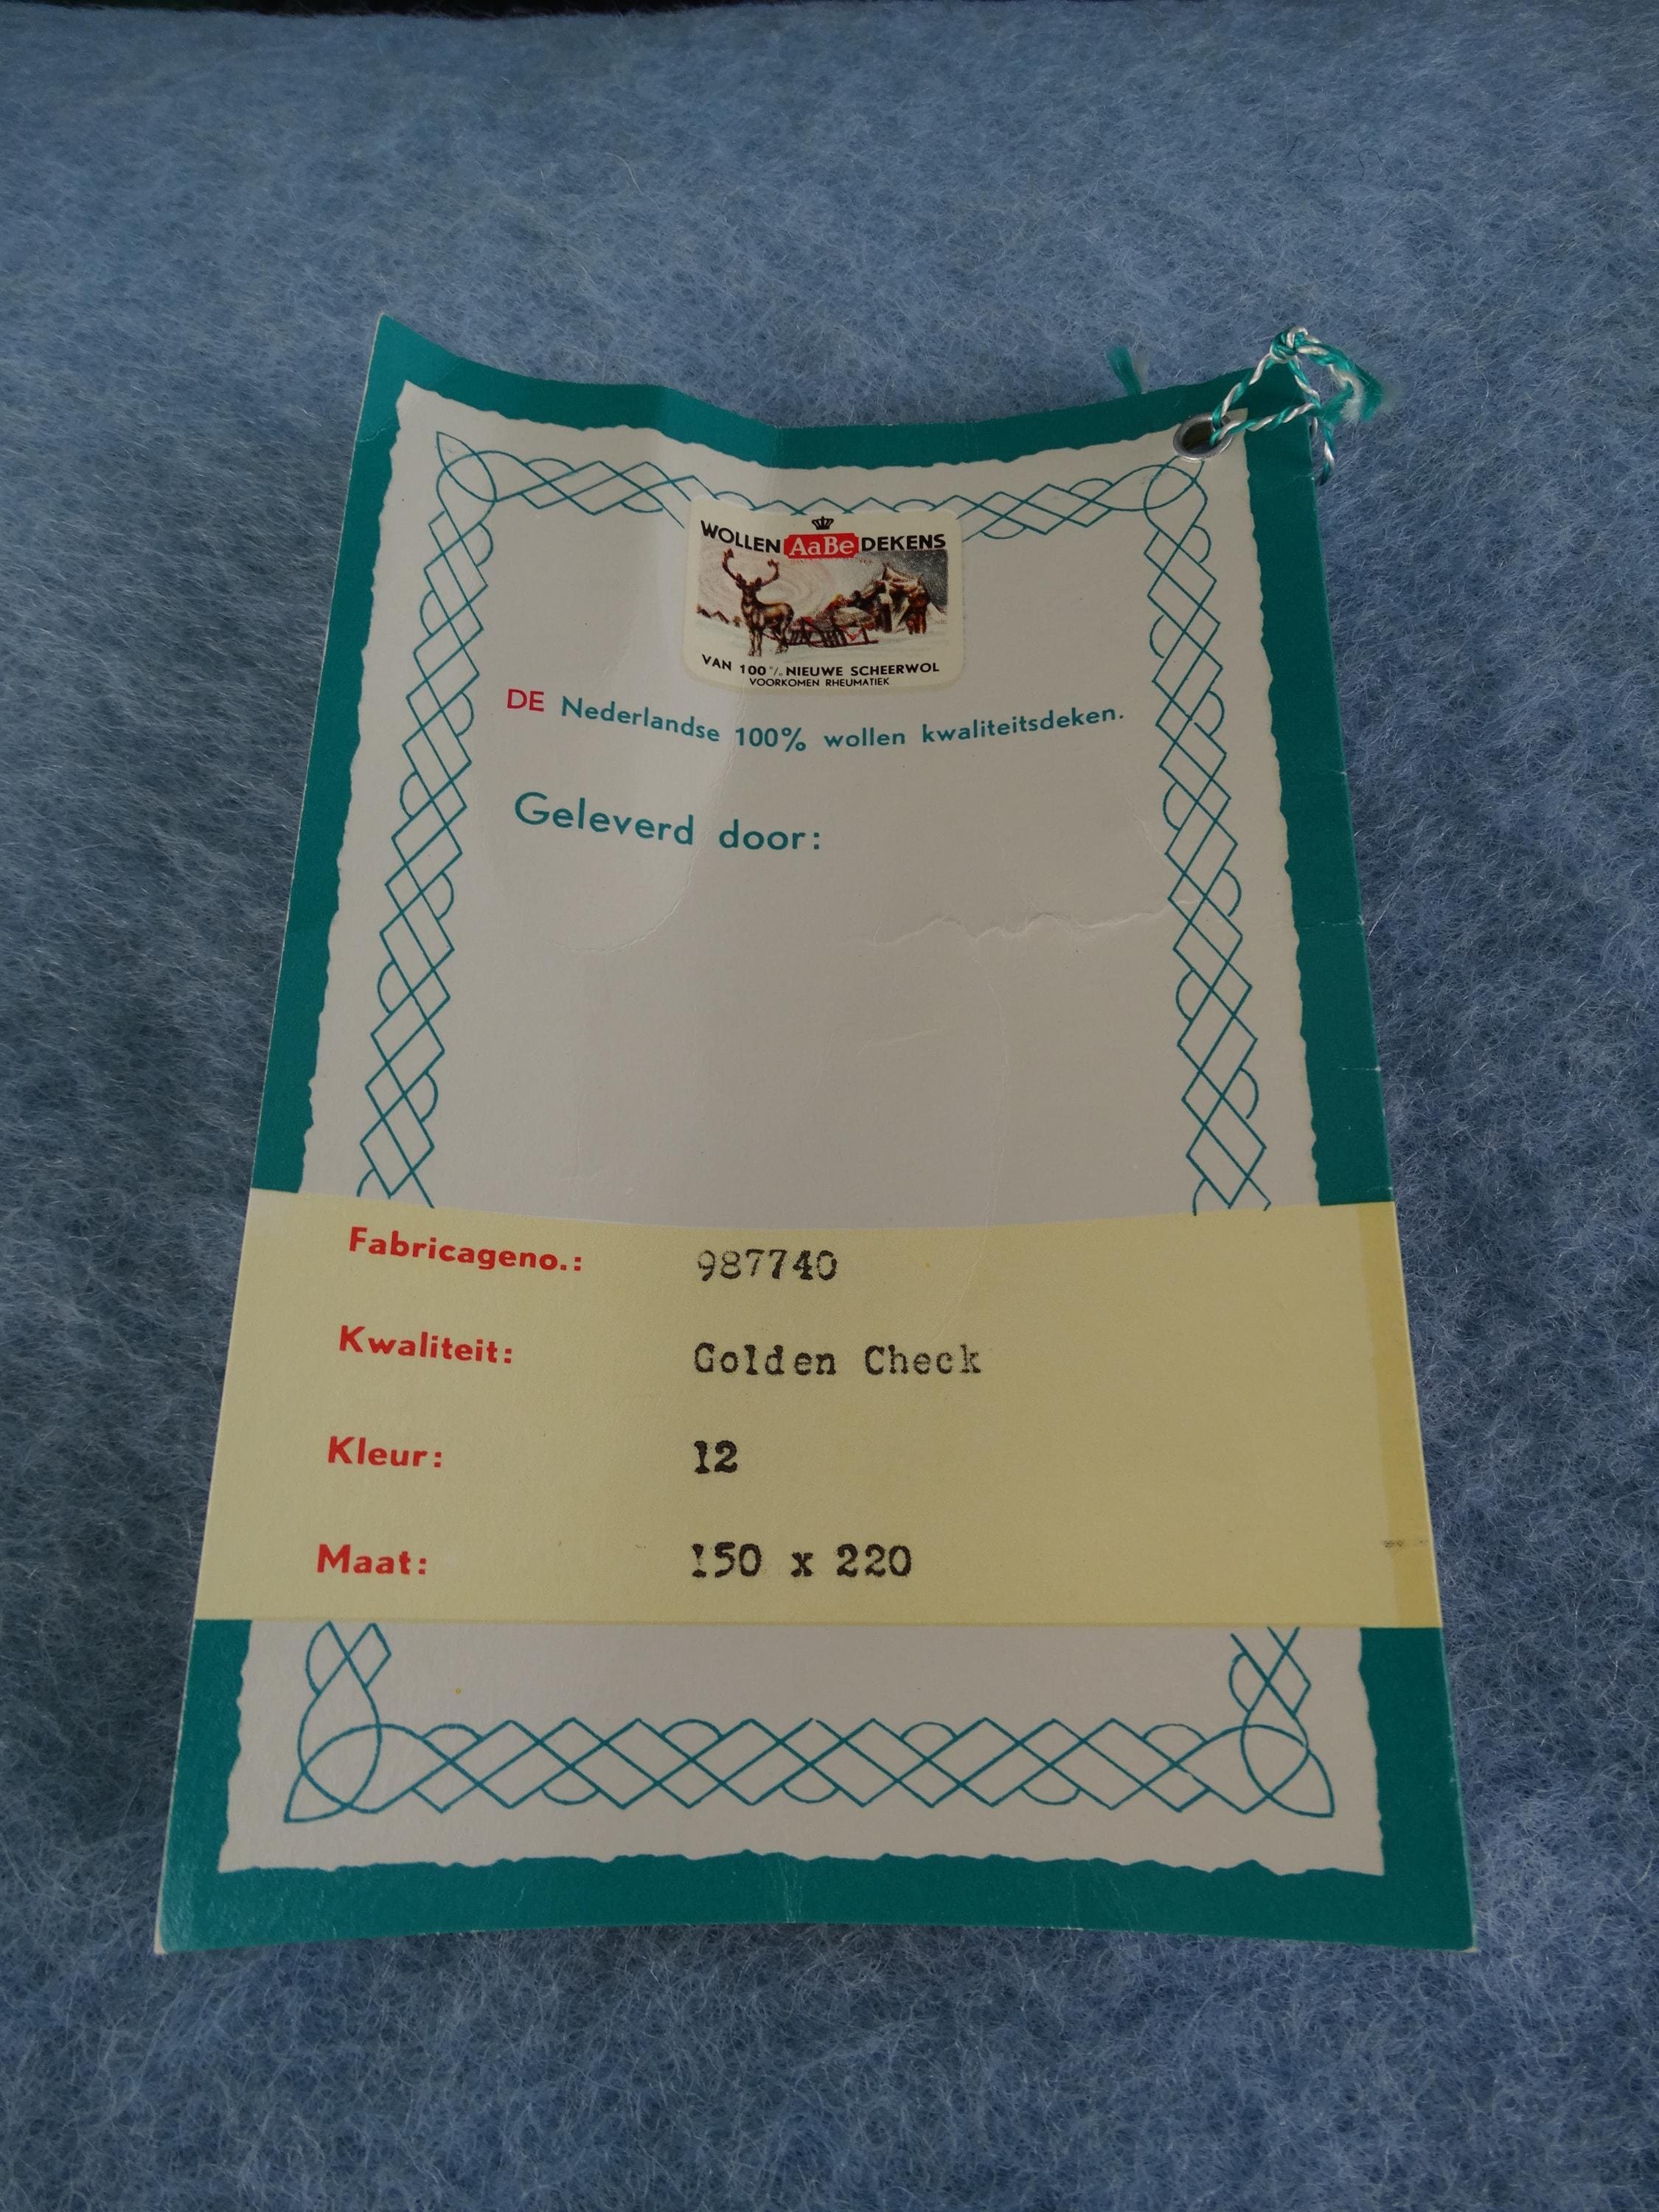 WOLLEN AaBe DEKENS
VAN 100% NIEUWE SCHEERWOL
VOORKOMEN RHEUMATIEK
DE Nederlandse 100% wollen kwaliteitsdeken.
Geleverd door:
Fabricageno.: 987740
Kwaliteit: Golden Check
Kleur: 12
Maat: 150 x 220